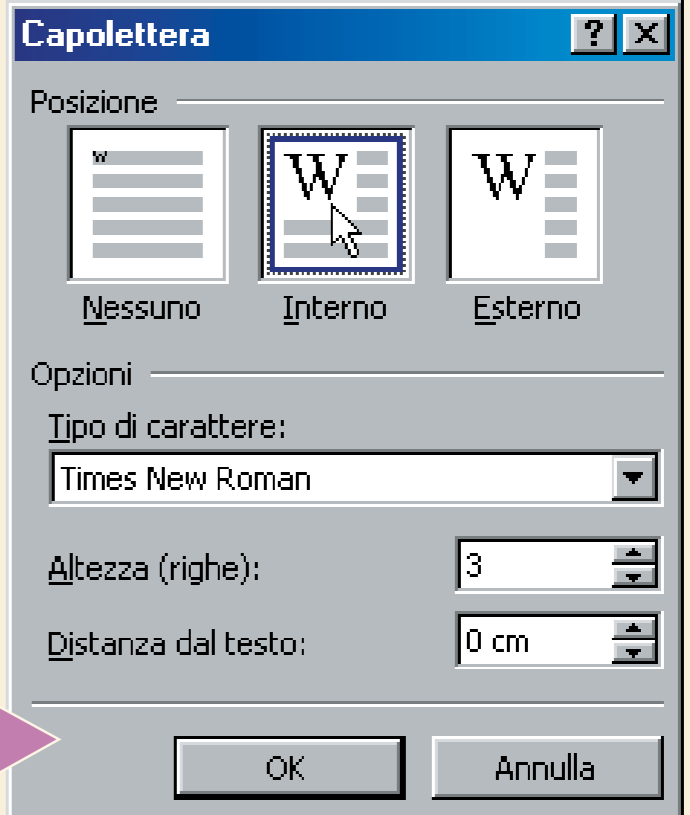 Capolettera
Posizione
W
W
W
Nessuno
Interno
Esterno
Opzioni
Tipo di carattere:
Times New Roman
Altezza (righe):
3
Distanza dal testo:
0 cm
OK
Annulla